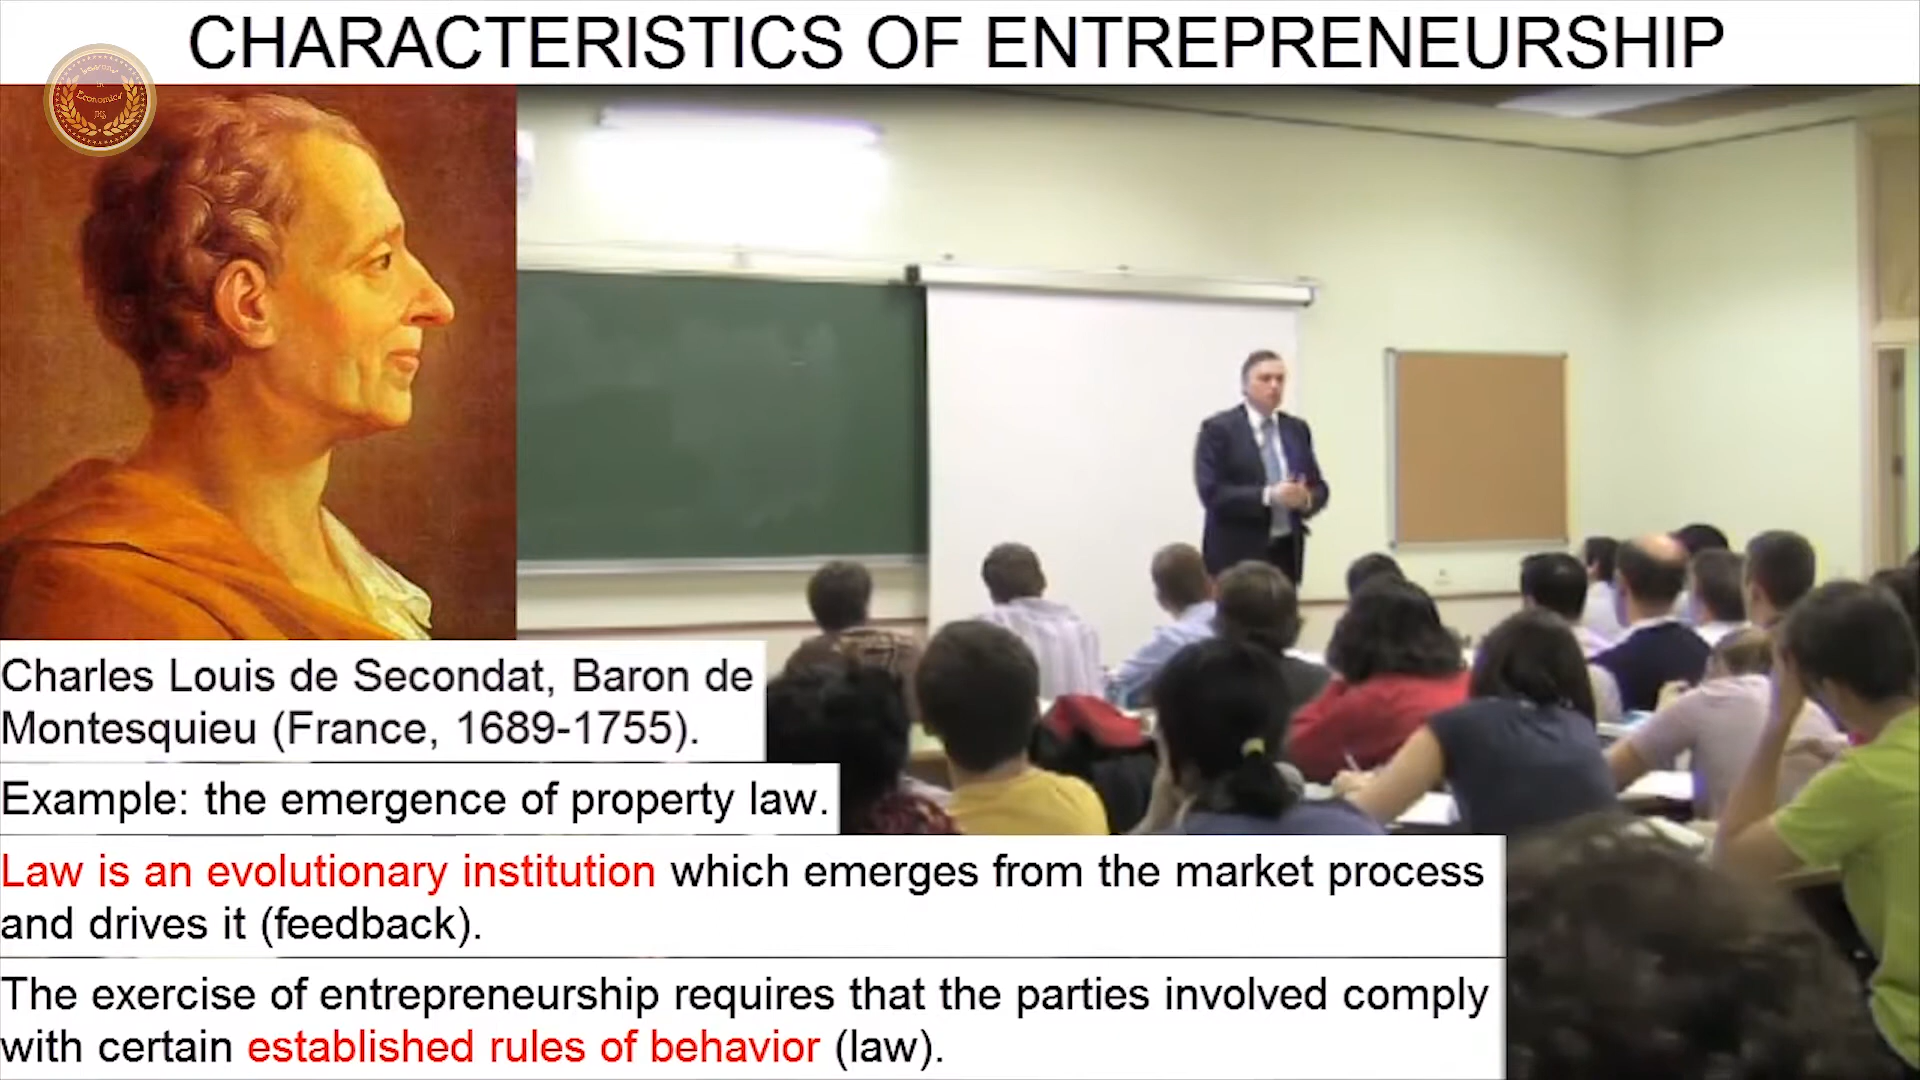 CHARACTERISTICS OF ENTREPRENEURSHIP
Economics
Charles Louis de Secondat, Baron de
Montesquieu (France, 1689-1755).
Example: the emergence of property law.
Law is an evolutionary institution which emerges from the market process
and drives it (feedback).
The exercise of entrepreneurship requires that the parties involved comply
with certain established rules of behavior (law).